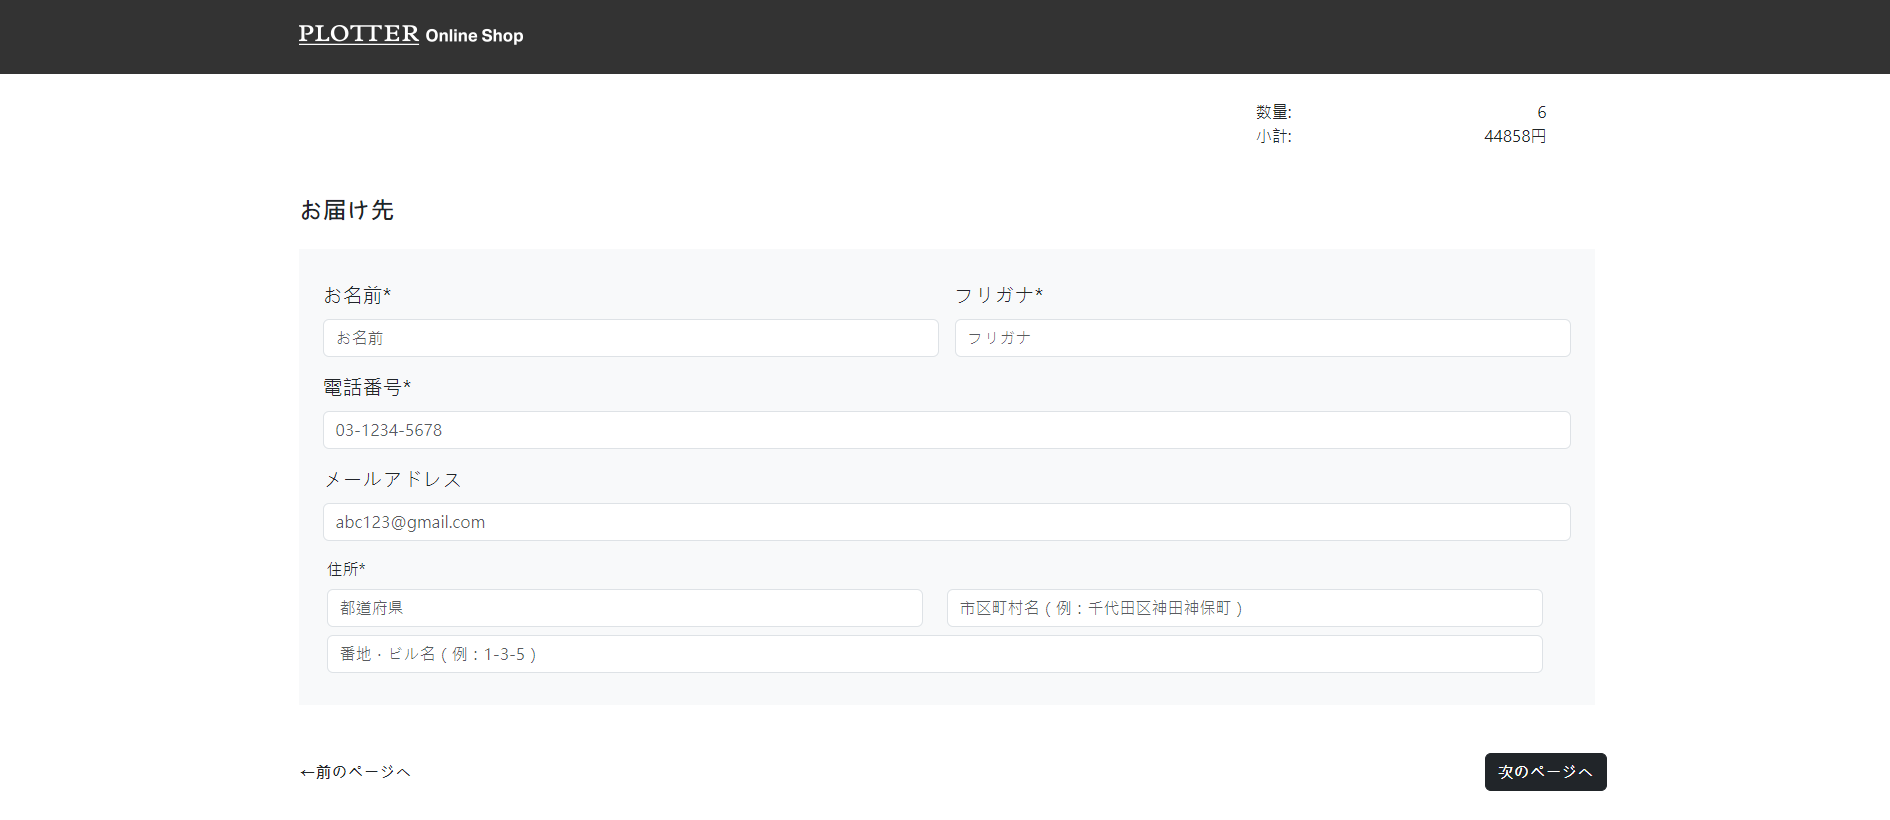 PLOTTER Online Shop
数量: 6
小計: 44858円
お届け先
お名前* フリガナ*
お名前 フリガナ
電話番号*
03-1234-5678
メールアドレス
abc123@gmail.com
住所*
都道府県 市区町村名 ( 例：千代田区神田神保町 )
番地・ビル名 ( 例：1-3-5 )
←前のページへ 次のページへ